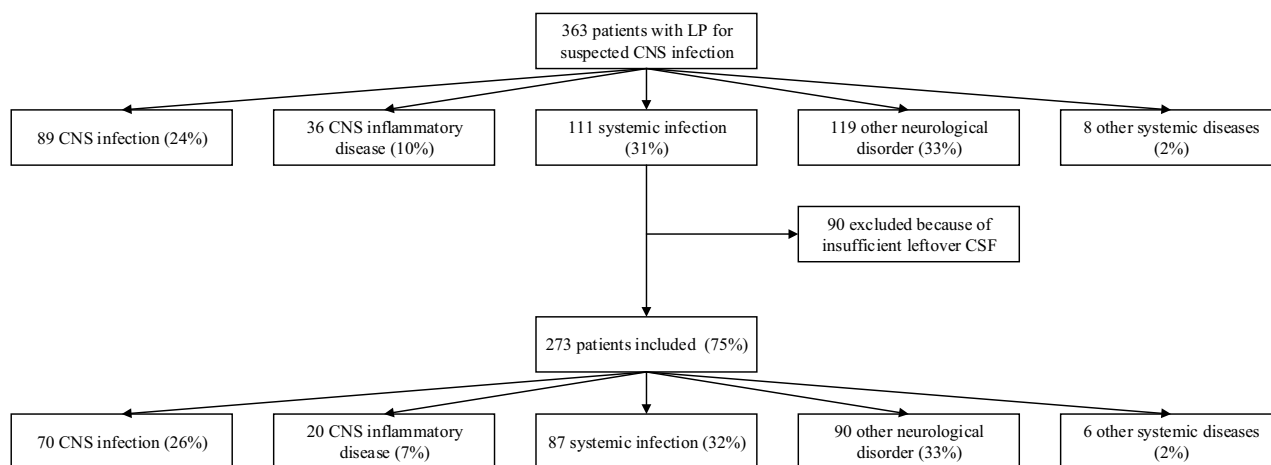 363 patients with LP for
suspected CNS infection
89 CNS infection (24%)
36 CNS inflammatory
disease (10%)
111 systemic infection
(31%)
119 other neurological
disorder (33%)
8 other systemic diseases
(2%)
90 excluded because of
insufficient leftover CSF
273 patients included (75%)
70 CNS infection (26%)
20 CNS inflammatory
disease (7%)
87 systemic infection (32%)
90 other neurological
disorder (33%)
6 other systemic diseases
(2%)